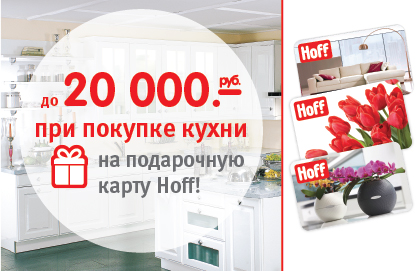 до 20 000.- руб.
при покупке кухни
на подарочную
карту Hoff!
Hoff
Hoff
Hoff